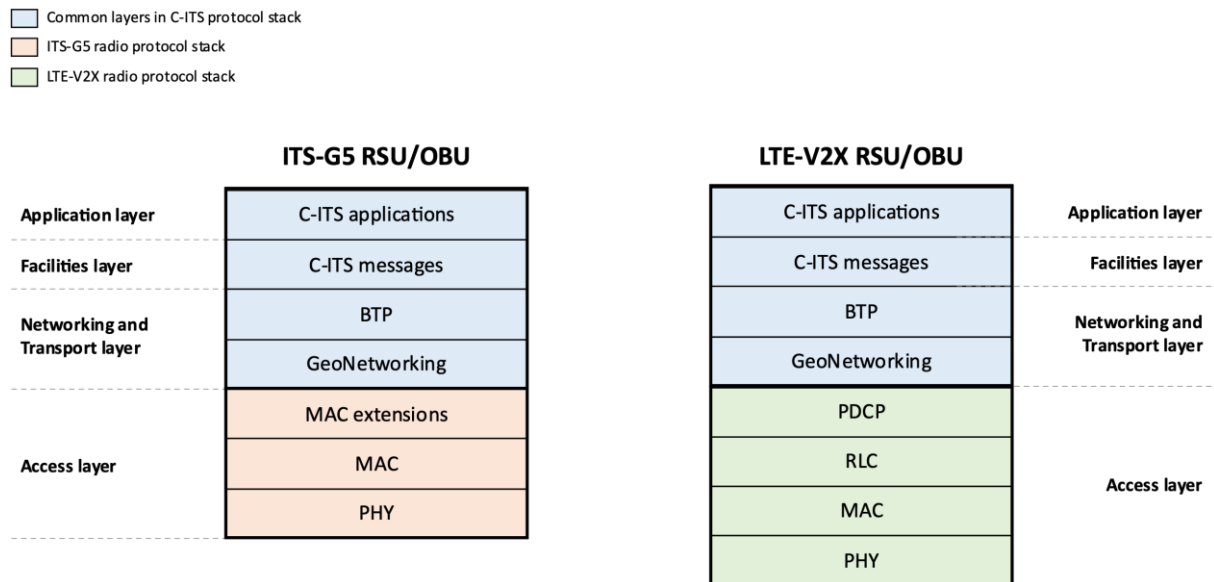 Common layers in C-ITS protocol stack
ITS-G5 radio protocol stack
LTE-V2X radio protocol stack
ITS-G5 RSU/OBU
Application layer
C-ITS applications
Facilities layer
C-ITS messages
Networking and
Transport layer
BTP
GeoNetworking
Access layer
MAC extensions
MAC
PHY
LTE-V2X RSU/OBU
C-ITS applications
Application layer
C-ITS messages
Facilities layer
BTP
GeoNetworking
Networking and
Transport layer
PDCP
RLC
MAC
PHY
Access layer